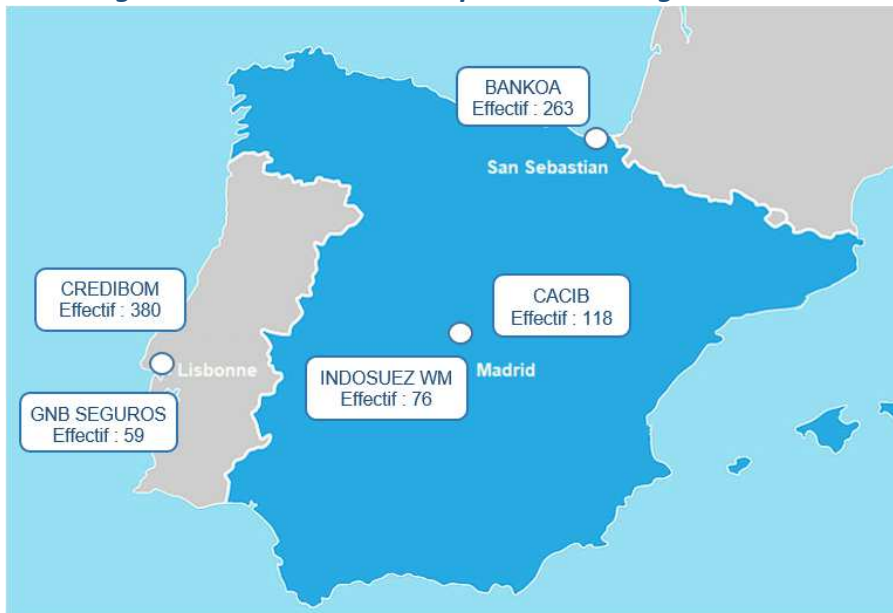 BANKOA
Effectif : 263
San Sebastian
CREDIBOM
Effectif : 380
CACIB
Effectif : 118
Lisbonne
Madrid
INDOSUEZ WM
Effectif : 76
GNB SEGUROS
Effectif : 59